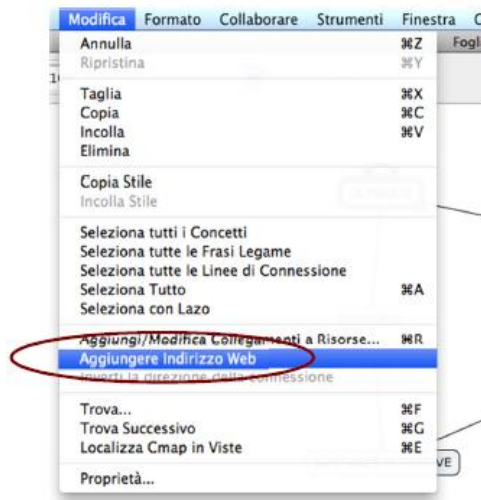 Modifica Formato Collaborare Strumenti Finestra
Annulla ⌘Z Fogl
Ripristina ⌘Y
Taglia ⌘X
Copia ⌘C
Incolla ⌘V
Elimina
Copia Stile
Incolla Stile
Seleziona tutti i Concetti
Seleziona tutte le Frasi Legame
Seleziona tutte le Linee di Connessione
Seleziona Tutto ⌘A
Seleziona con Lazo
Aggiungi/Modifica Collegamenti a Risorse... ⌘R
Aggiungere Indirizzo Web
Inverti la direzione della connessione
Trova... ⌘F
Trova Successivo ⌘G
Localizza Cmap in Viste ⌘E
VE
Proprietà...